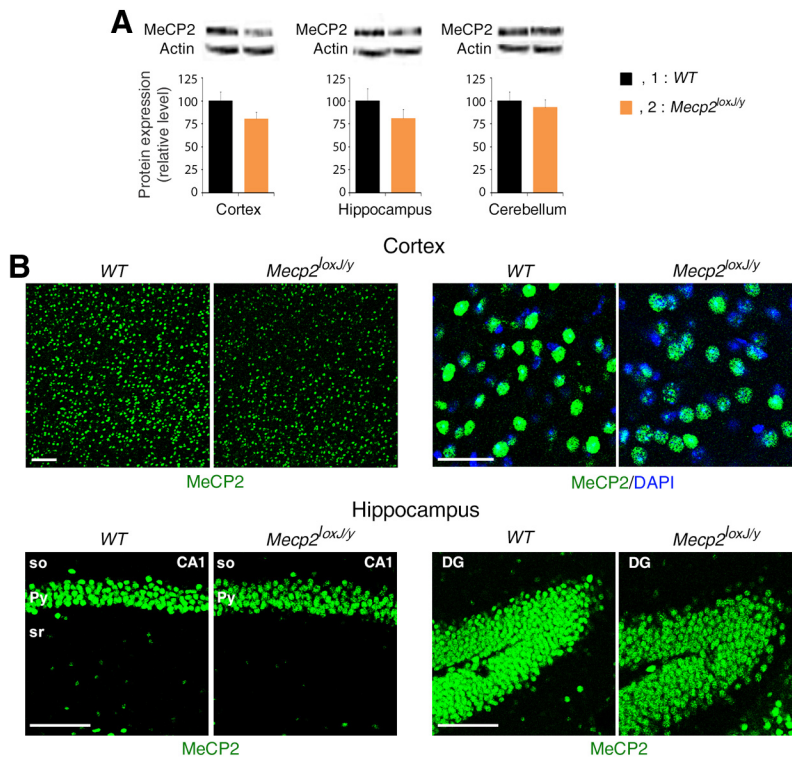 A
MeCP2
Actin
MeCP2
Actin
MeCP2
Actin
Protein expression
(relative level)
125
100
75
50
25
0
Cortex
125
100
75
50
25
0
Hippocampus
125
100
75
50
25
0
Cerebellum
, 1 : WT
, 2 : Mecp2loxJ/y
B
Cortex
WT
Mecp2loxJ/y
WT
Mecp2loxJ/y
MeCP2
MeCP2/DAPI
Hippocampus
WT
Mecp2loxJ/y
WT
Mecp2loxJ/y
so
CA1
Py
sr
so
CA1
Py
DG
DG
MeCP2
MeCP2